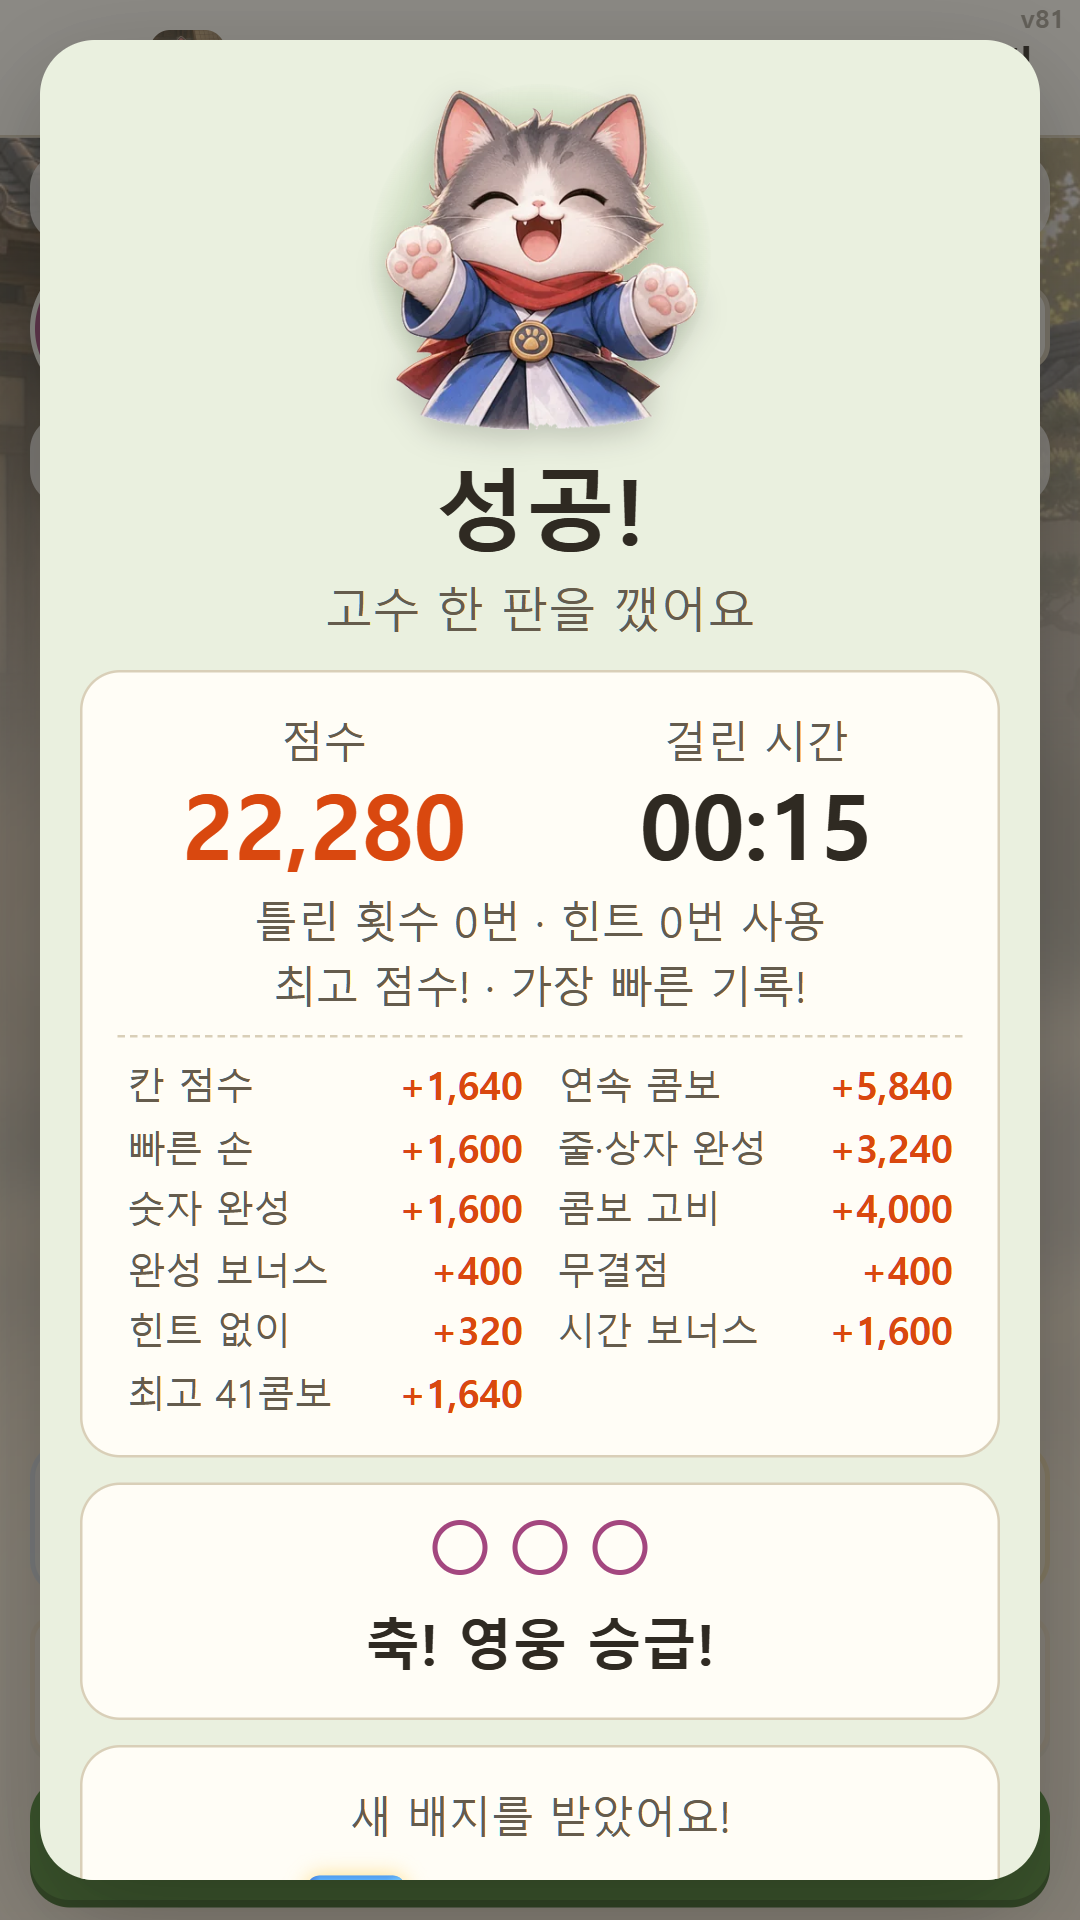 v81
성공!
고수 한 판을 깼어요
점수
22,280
걸린 시간
00:15
틀린 횟수 0번 · 힌트 0번 사용
최고 점수! · 가장 빠른 기록!
칸 점수 +1,640
연속 콤보 +5,840
빠른 손 +1,600
줄·상자 완성 +3,240
숫자 완성 +1,600
콤보 고비 +4,000
완성 보너스 +400
무결점 +400
힌트 없이 +320
시간 보너스 +1,600
최고 41콤보 +1,640
축! 영웅 승급!
새 배지를 받았어요!